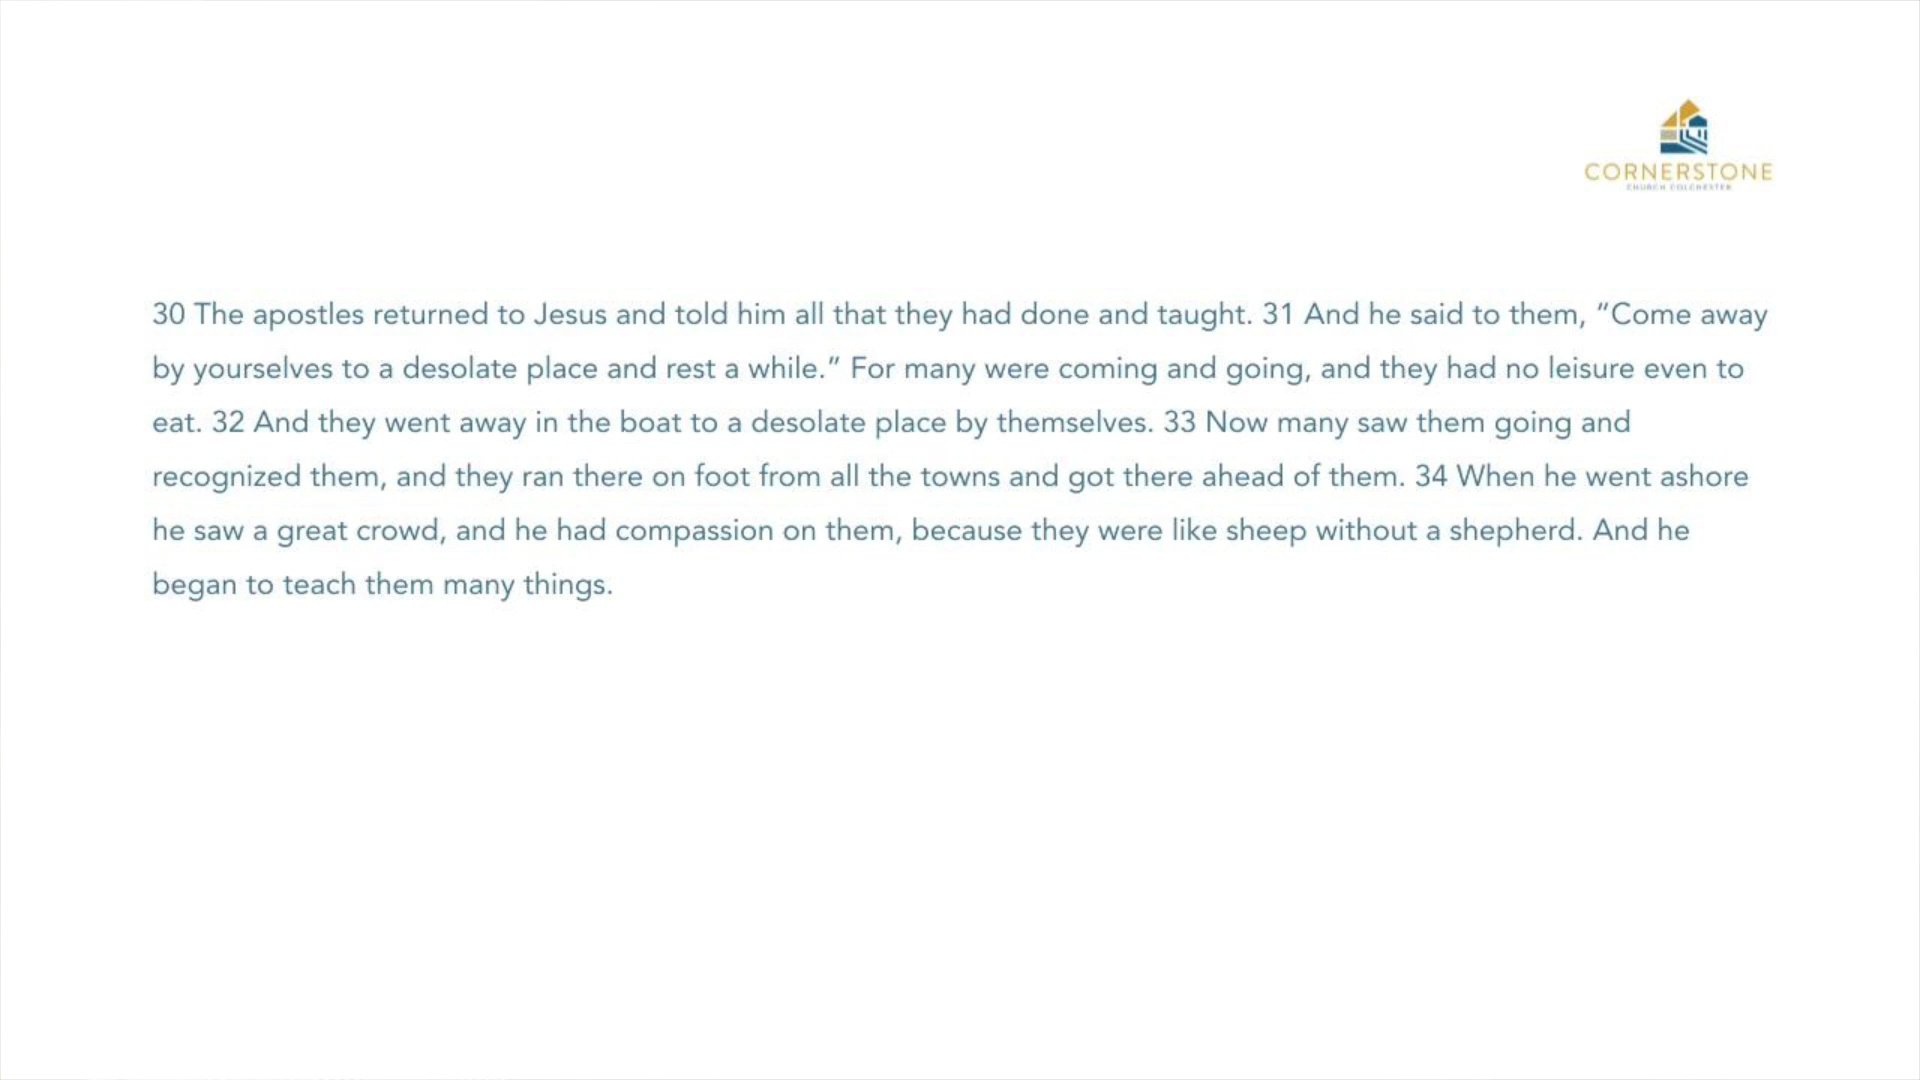 CORNERSTONE
CHURCH COLCHESTER
30 The apostles returned to Jesus and told him all that they had done and taught. 31 And he said to them, “Come away
by yourselves to a desolate place and rest a while.” For many were coming and going, and they had no leisure even to
eat. 32 And they went away in the boat to a desolate place by themselves. 33 Now many saw them going and
recognized them, and they ran there on foot from all the towns and got there ahead of them. 34 When he went ashore
he saw a great crowd, and he had compassion on them, because they were like sheep without a shepherd. And he
began to teach them many things.